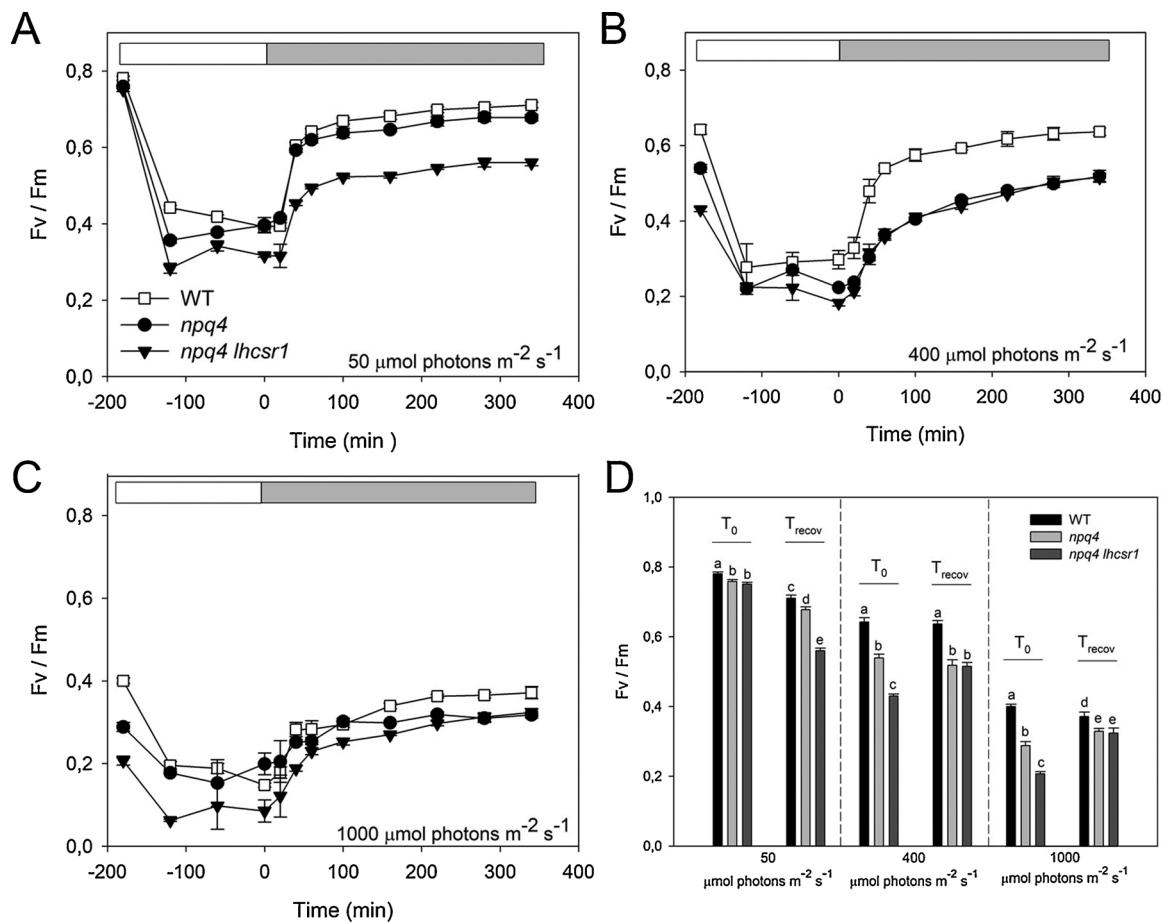 A
0,8
0,6
0,4
0,2
0,0
Fv / Fm
WT
npq4
npq4 lhcsr1
50 μmol photons m⁻² s⁻¹
-200 -100 0 100 200 300 400
Time (min )
B
0,8
0,6
0,4
0,2
0,0
Fv / Fm
400 μmol photons m⁻² s⁻¹
-200 -100 0 100 200 300 400
Time (min)
C
0,8
0,6
0,4
0,2
0,0
Fv / Fm
1000 μmol photons m⁻² s⁻¹
-200 -100 0 100 200 300 400
Time (min)
D
1,0
0,8
0,6
0,4
0,2
0,0
Fv / Fm
WT
npq4
npq4 lhcsr1
T₀ T recov
a b b c d e
T₀ T recov
a b c a b b
T₀ T recov
a b c d e e
50 400 1000
μmol photons m⁻² s⁻¹ μmol photons m⁻² s⁻¹ μmol photons m⁻² s⁻¹